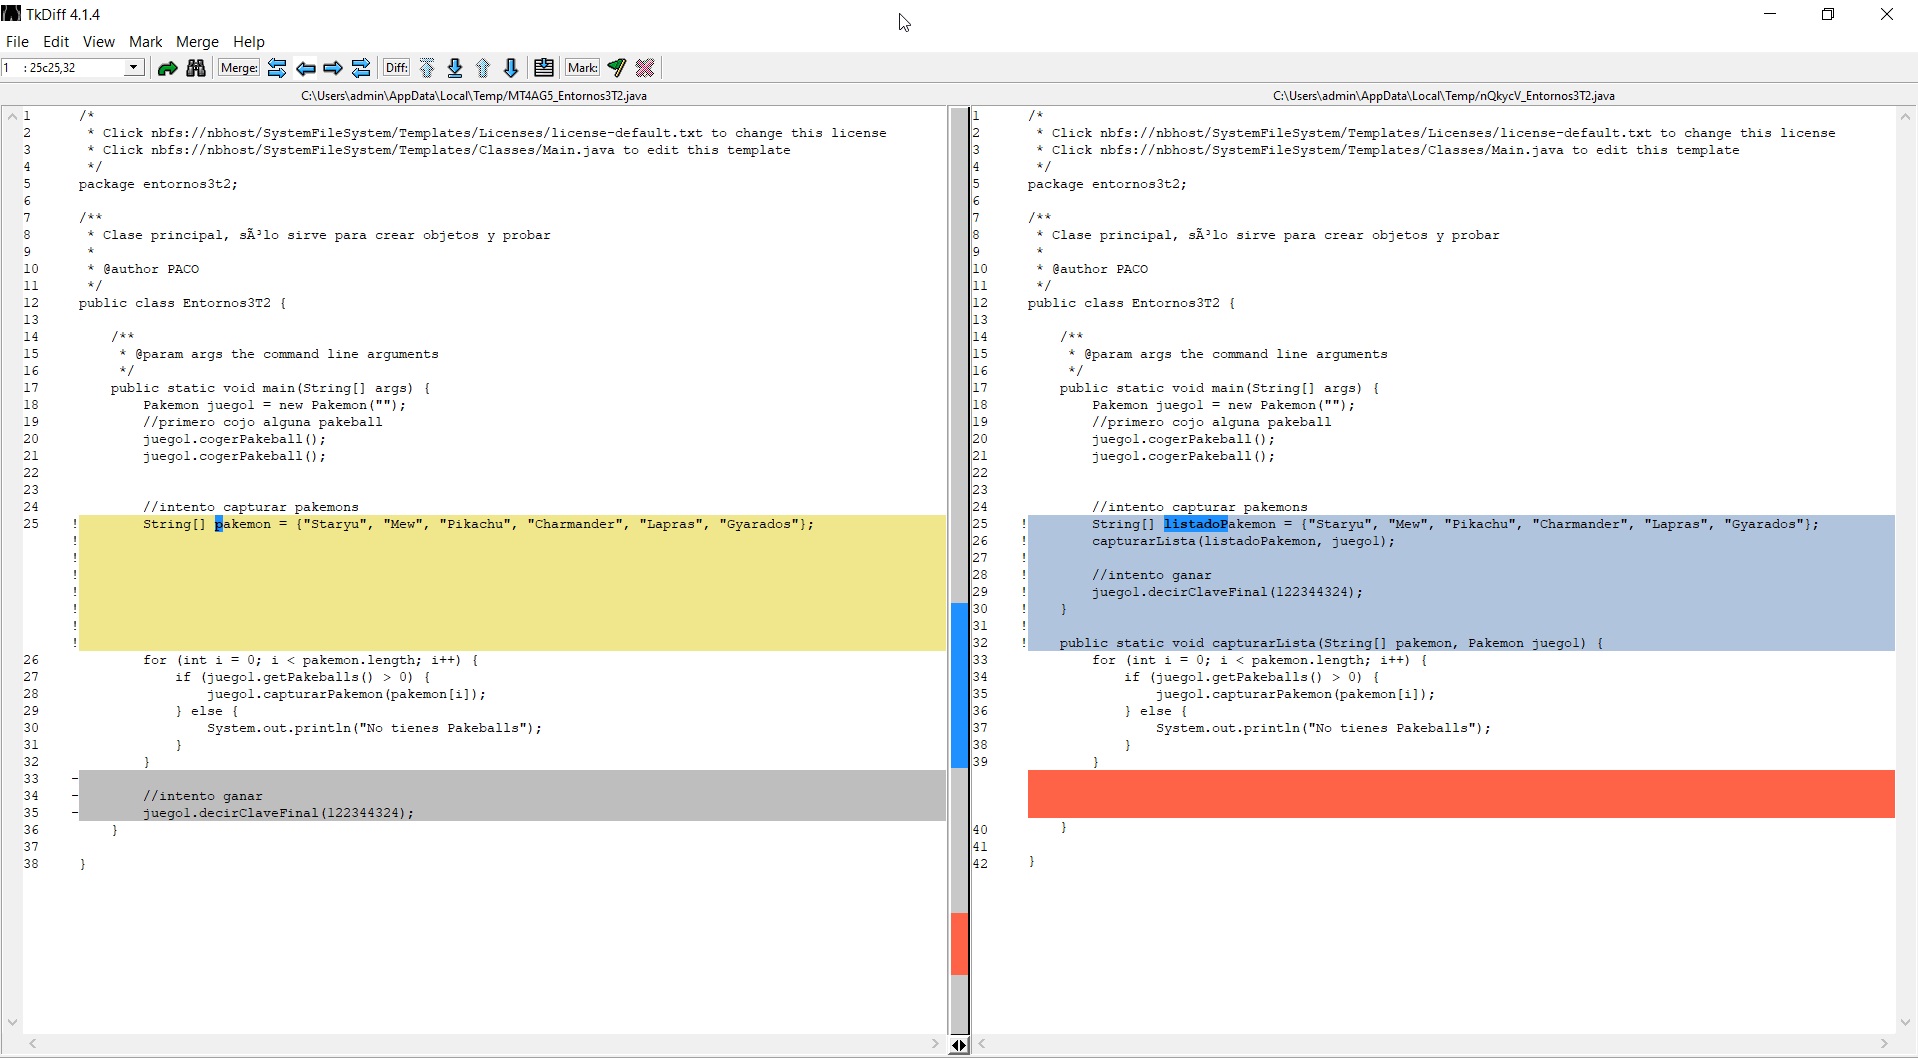 TkDiff 4.1.4
File Edit View Mark Merge Help
1 : 25c25,32 Merge: Diff: Mark:
C:\Users\admin\AppData\Local\Temp/MT4AG5_Entornos3T2.java
1 /*
2 * Click nbfs://nbhost/SystemFileSystem/Templates/Licenses/license-default.txt to change this license
3 * Click nbfs://nbhost/SystemFileSystem/Templates/Classes/Main.java to edit this template
4 */
5 package entornos3t2;
6
7 /**
8 * Clase principal, sÃ³lo sirve para crear objetos y probar
9 *
10 * @author PACO
11 */
12 public class Entornos3T2 {
13
14 /**
15 * @param args the command line arguments
16 */
17 public static void main(String[] args) {
18 Pakemon juego1 = new Pakemon("");
19 //primero cojo alguna pakeball
20 juego1.cogerPakeball();
21 juego1.cogerPakeball();
22
23
24 //intento capturar pakemons
25 ! String[] pakemon = {"Staryu", "Mew", "Pikachu", "Charmander", "Lapras", "Gyarados"};
!
!
!
!
!
!
!
26 for (int i = 0; i < pakemon.length; i++) {
27 if (juego1.getPakeballs() > 0) {
28 juego1.capturarPakemon(pakemon[i]);
29 } else {
30 System.out.println("No tienes Pakeballs");
31 }
32 }
33 -
34 - //intento ganar
35 - juego1.decirClaveFinal(122344324);
36 }
37
38 }
C:\Users\admin\AppData\Local\Temp/nQkycV_Entornos3T2.java
1 /*
2 * Click nbfs://nbhost/SystemFileSystem/Templates/Licenses/license-default.txt to change this license
3 * Click nbfs://nbhost/SystemFileSystem/Templates/Classes/Main.java to edit this template
4 */
5 package entornos3t2;
6
7 /**
8 * Clase principal, sÃ³lo sirve para crear objetos y probar
9 *
10 * @author PACO
11 */
12 public class Entornos3T2 {
13
14 /**
15 * @param args the command line arguments
16 */
17 public static void main(String[] args) {
18 Pakemon juego1 = new Pakemon("");
19 //primero cojo alguna pakeball
20 juego1.cogerPakeball();
21 juego1.cogerPakeball();
22
23
24 //intento capturar pakemons
25 ! String[] listadoPakemon = {"Staryu", "Mew", "Pikachu", "Charmander", "Lapras", "Gyarados"};
26 ! capturarLista(listadoPakemon, juego1);
27 !
28 ! //intento ganar
29 ! juego1.decirClaveFinal(122344324);
30 ! }
31 !
32 ! public static void capturarLista(String[] pakemon, Pakemon juego1) {
33 for (int i = 0; i < pakemon.length; i++) {
34 if (juego1.getPakeballs() > 0) {
35 juego1.capturarPakemon(pakemon[i]);
36 } else {
37 System.out.println("No tienes Pakeballs");
38 }
39 }
40 }
41
42 }